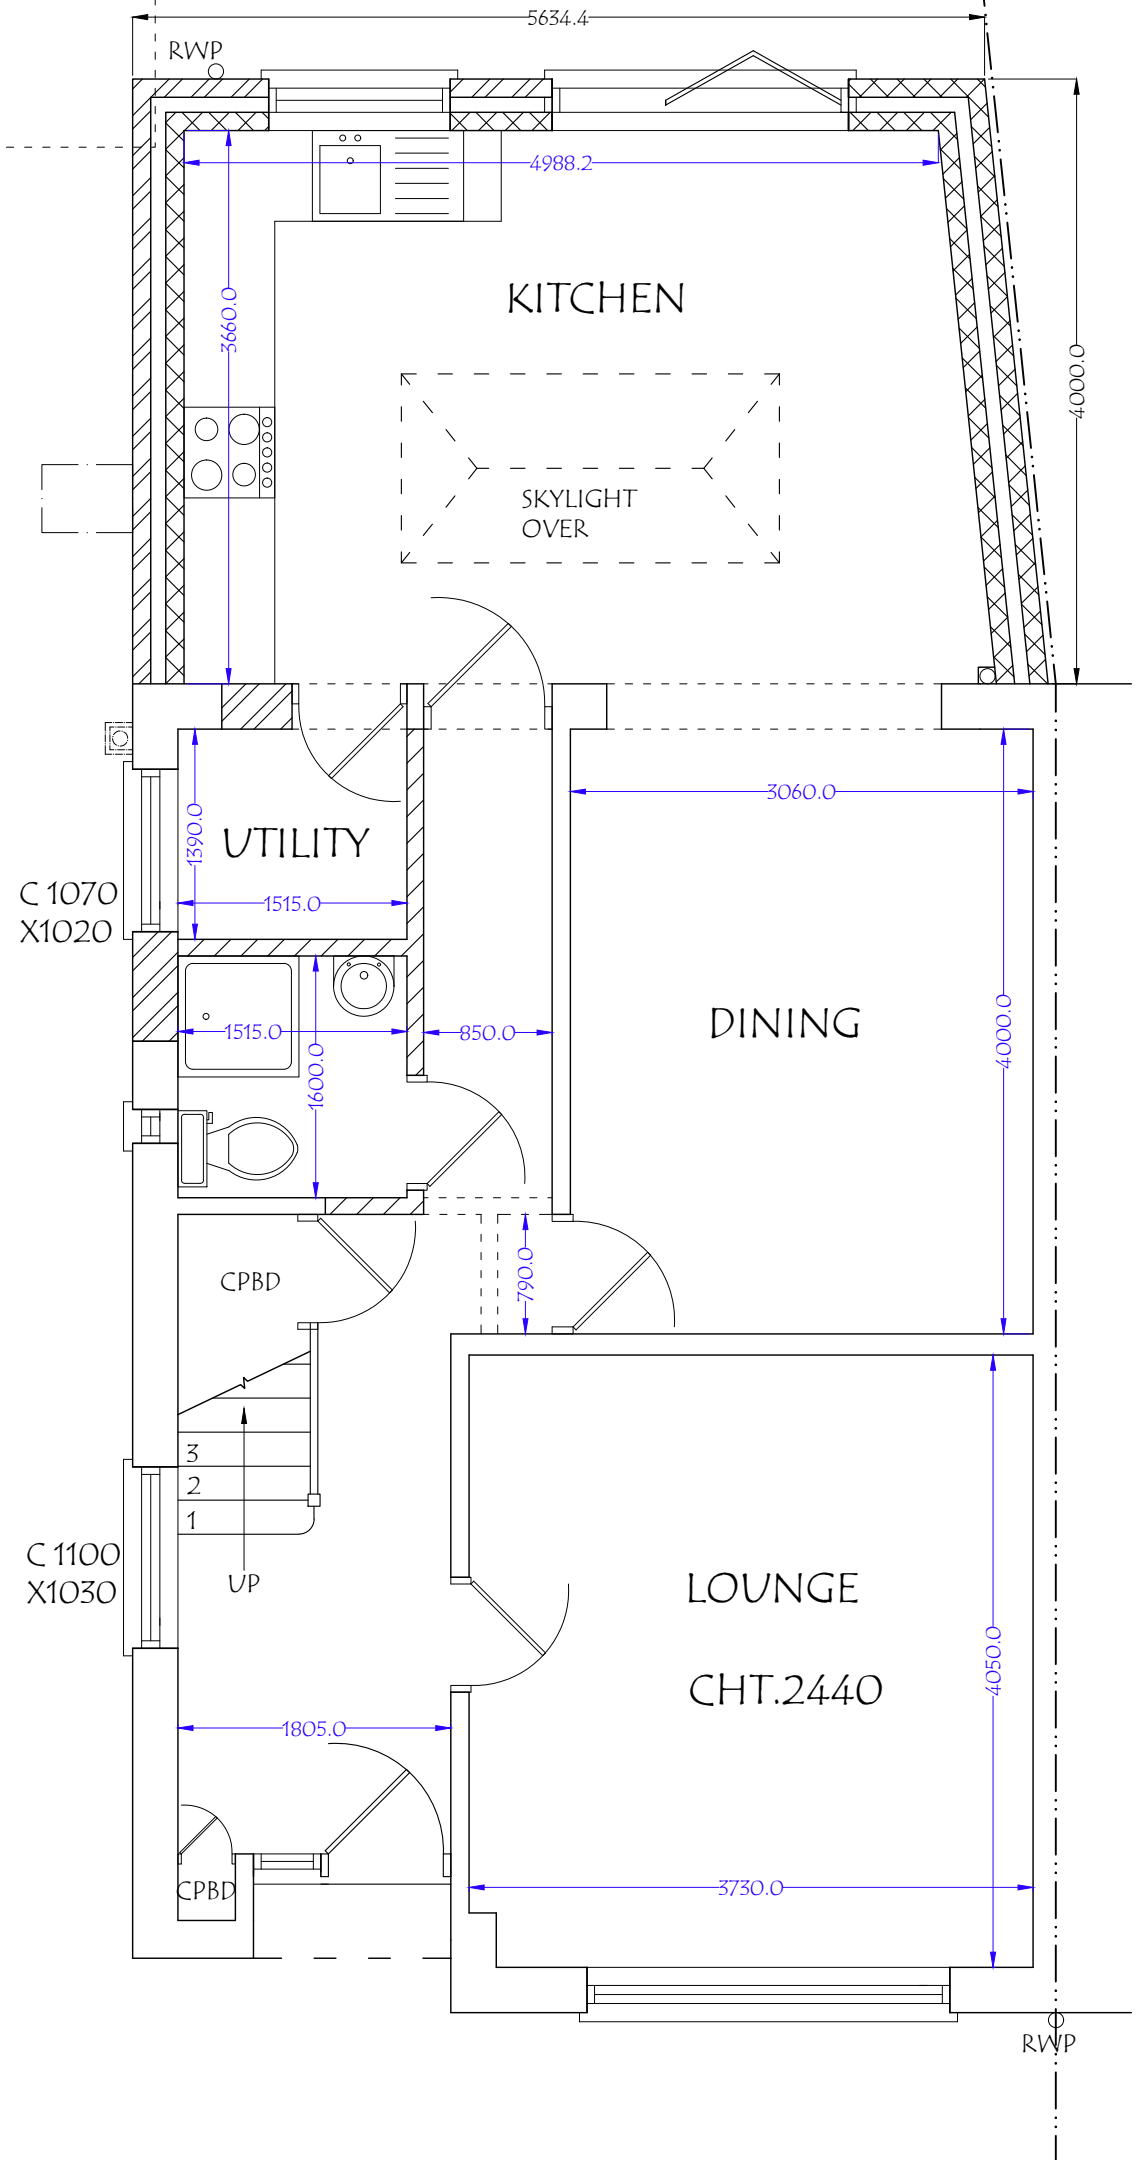 5634.4
RWP
4988.2
KITCHEN
3660.0
4000.0
SKYLIGHT
OVER
3060.0
1390.0
UTILITY
C 1070
X1020
1515.0
DINING
4000.0
1515.0
850.0
1600.0
790.0
CPBD
3
2
1
UP
C 1100
X1030
LOUNGE
4050.0
CHT.2440
1805.0
3730.0
CPBD
RWP